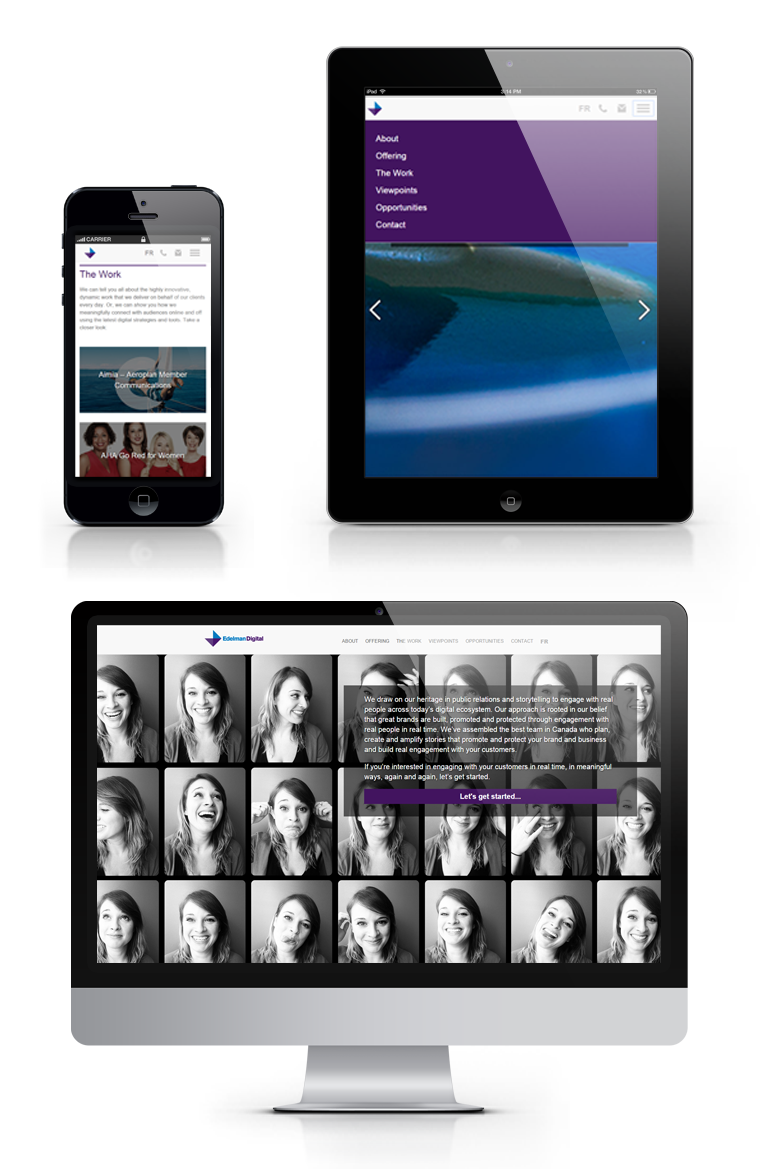 iPad
2:14 PM
FR
About
Offering
The Work
Viewpoints
Opportunities
Contact
CARRIER
FR
The Work
We can tell you all about the highly innovative,
dynamic work that we deliver on behalf of our clients
every day. Or, we can show you how we
meaningfully connect with audiences online and off
using the latest digital strategies and tools. Take a
closer look.
Aimia – Aeroplan Member
Communications
AHA Go Red for Women
EdelmanDigital
ABOUT OFFERING THE WORK VIEWPOINTS OPPORTUNITIES CONTACT FR
We draw on our heritage in public relations and storytelling to engage with real
people across today's digital ecosystem. Our approach is rooted in our belief
that great brands are built, promoted and protected through engagement with
real people in real time. We've assembled the best team in Canada who plan,
create and amplify stories that promote and protect your brand and business
and build real engagement with your customers.
If you're interested in engaging with your customers in real time, in meaningful
ways, again and again, let's get started.
Let's get started...